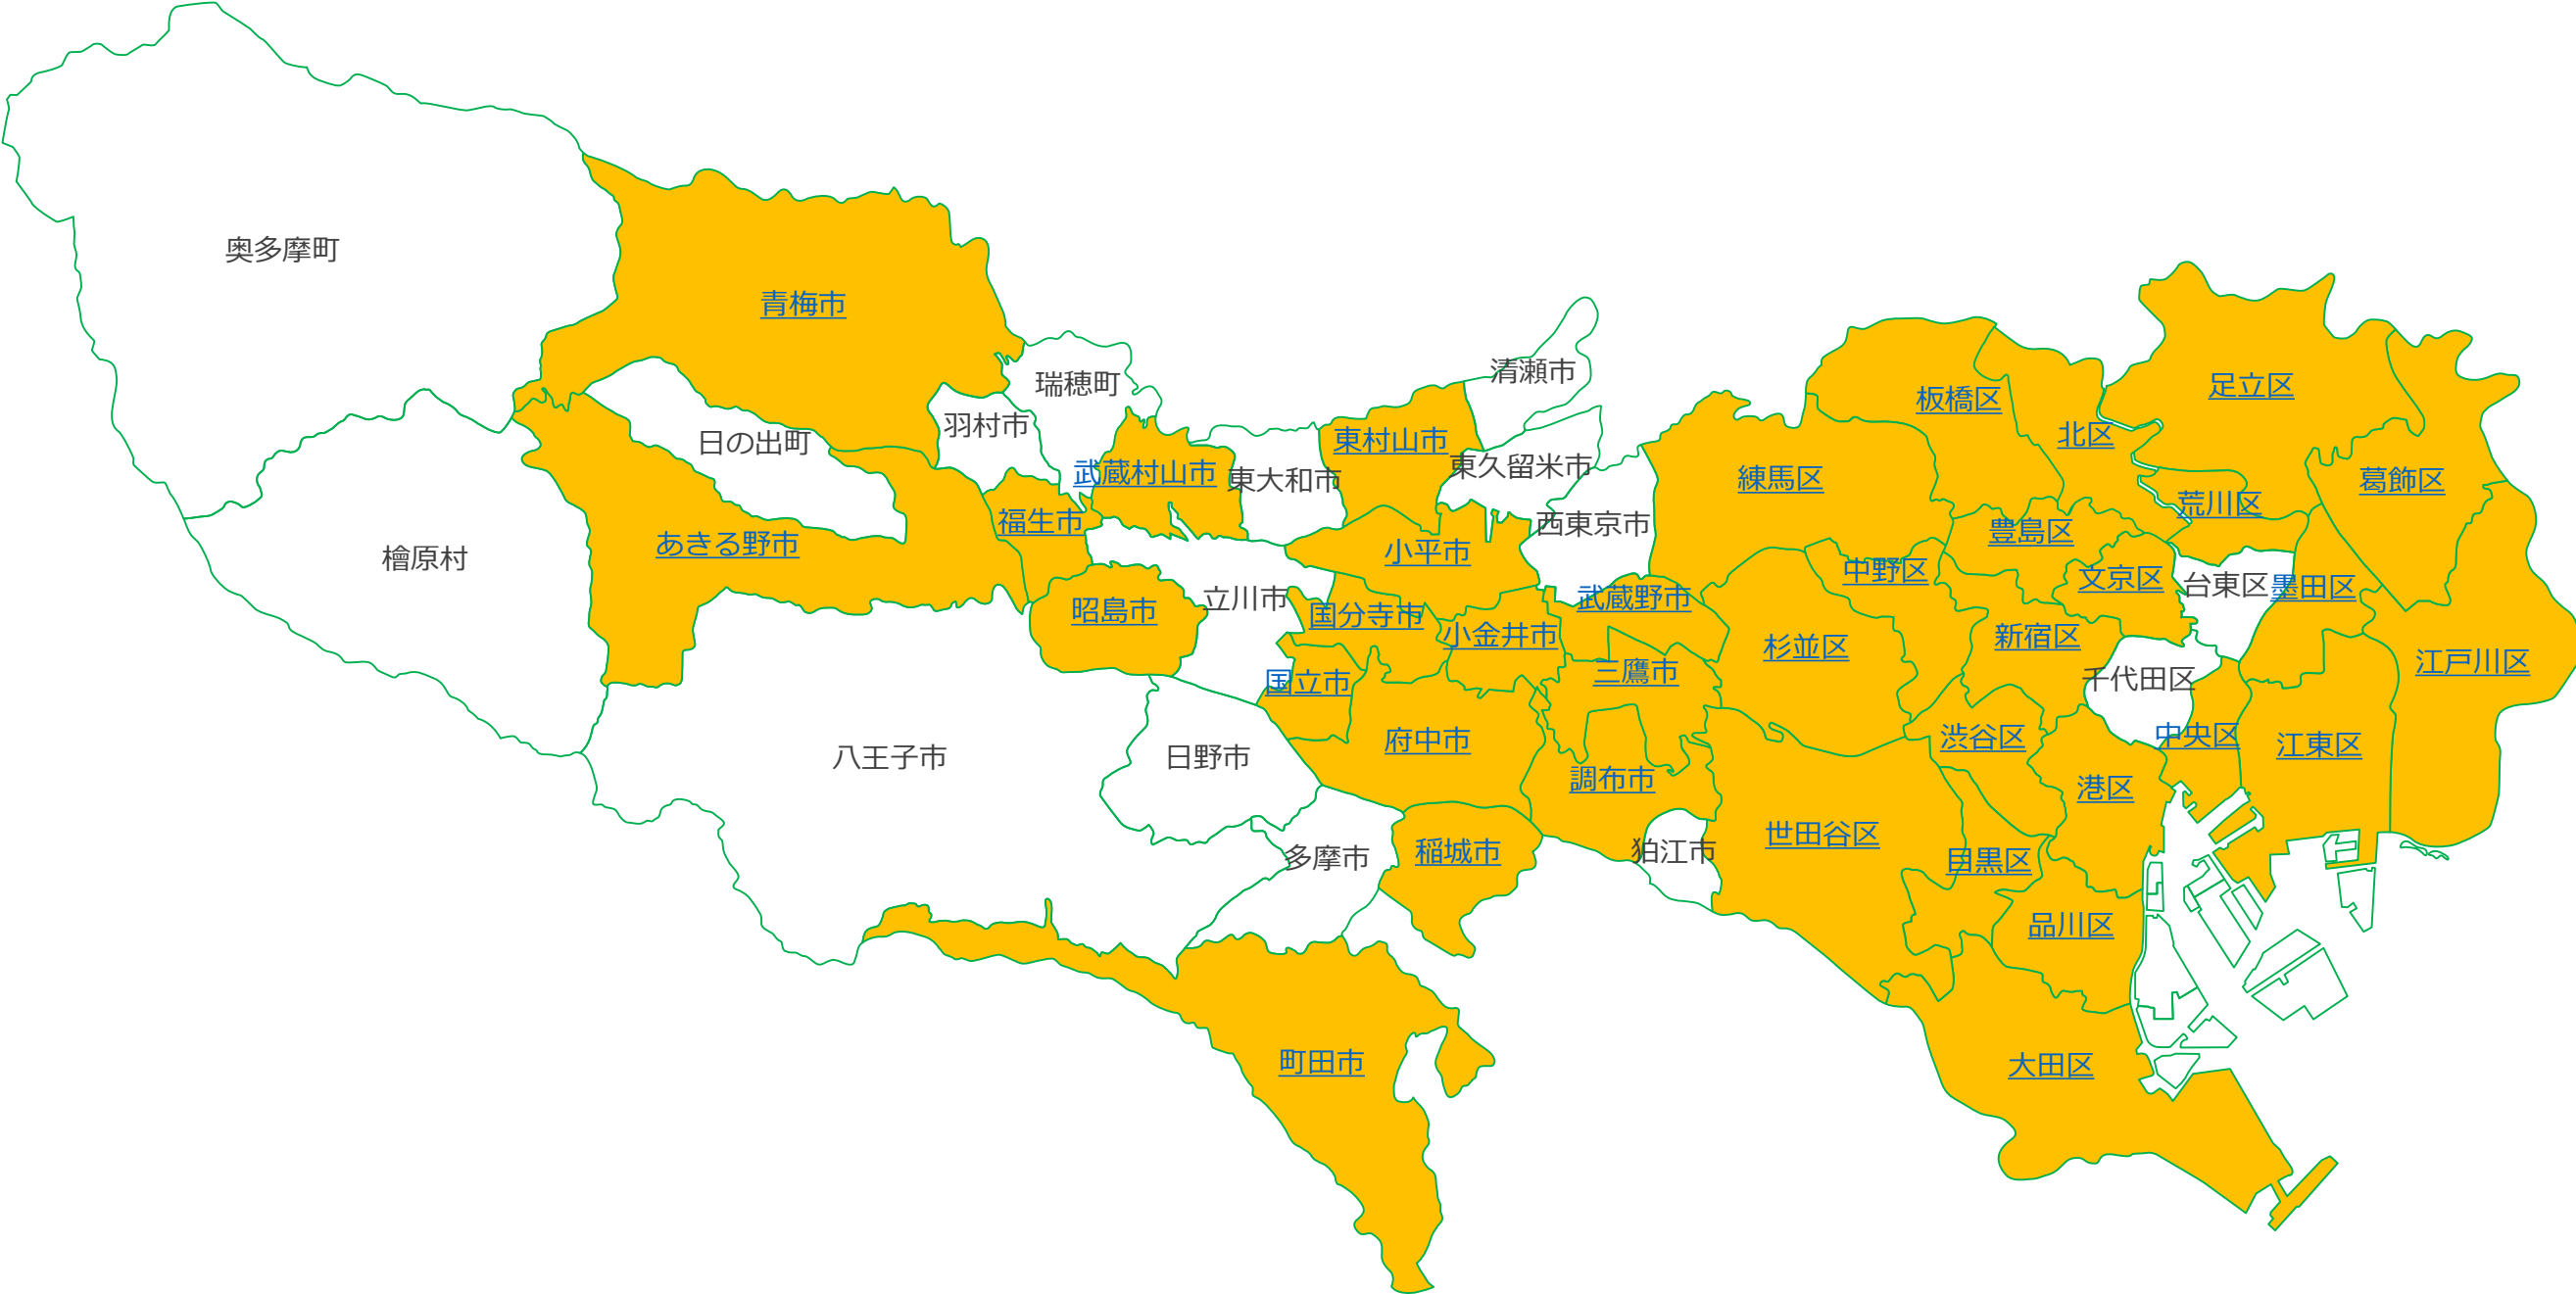 奥多摩町
青梅市
清瀬市
瑞穂町
足立区
板橋区
羽村市
北区
東村山市
日の出町
東久留米市
武蔵村山市
東大和市
練馬区
葛飾区
荒川区
福生市
西東京市
豊島区
あきる野市
小平市
檜原村
中野区
文京区
台東区
墨田区
立川市
武蔵野市
昭島市
国分寺市
小金井市
新宿区
杉並区
江戸川区
三鷹市
千代田区
国立市
中央区
渋谷区
府中市
江東区
八王子市
日野市
調布市
港区
世田谷区
稲城市
狛江市
多摩市
目黒区
品川区
町田市
大田区